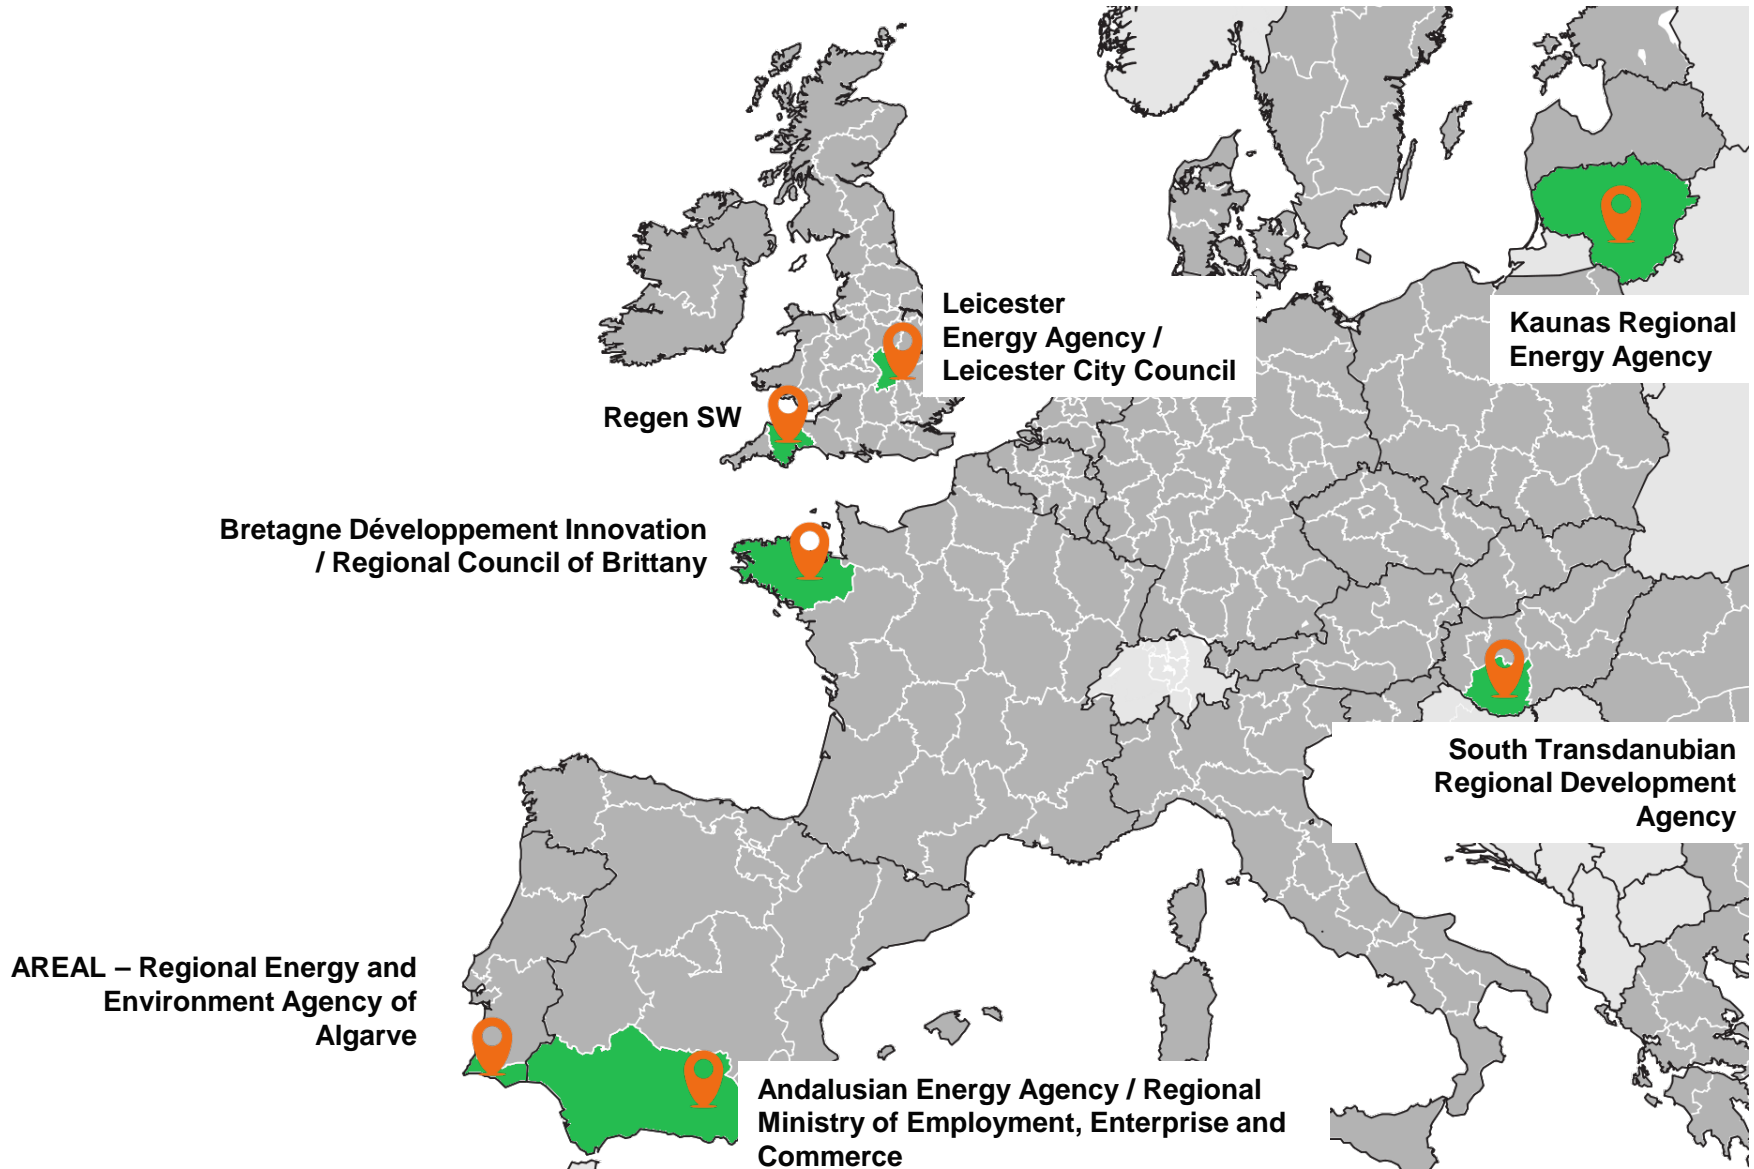 Leicester
Energy Agency /
Leicester City Council
Kaunas Regional
Energy Agency
Regen SW
Bretagne Développement Innovation
/ Regional Council of Brittany
South Transdanubian
Regional Development
Agency
AREAL – Regional Energy and
Environment Agency of
Algarve
Andalusian Energy Agency / Regional
Ministry of Employment, Enterprise and
Commerce